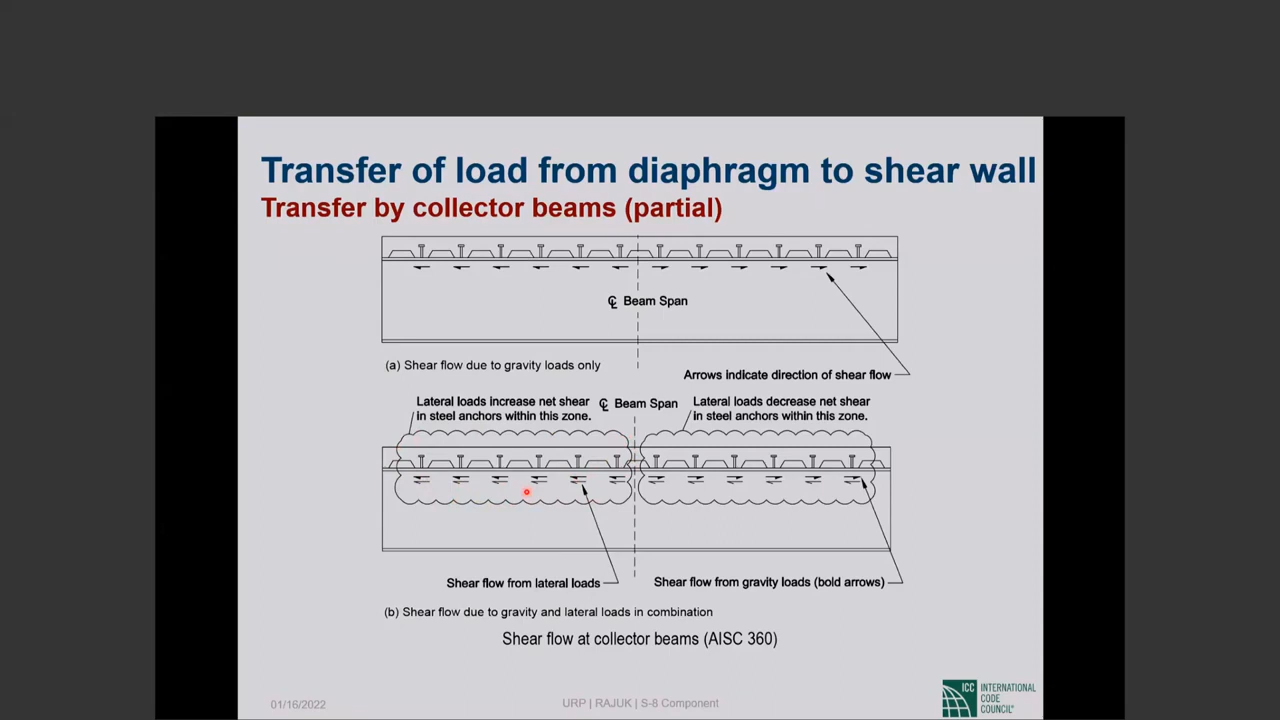 Transfer of load from diaphragm to shear wall
Transfer by collector beams (partial)
℄ Beam Span
(a) Shear flow due to gravity loads only
Arrows indicate direction of shear flow
Lateral loads increase net shear
in steel anchors within this zone.
℄ Beam Span
Lateral loads decrease net shear
in steel anchors within this zone.
Shear flow from lateral loads
Shear flow from gravity loads (bold arrows)
(b) Shear flow due to gravity and lateral loads in combination
Shear flow at collector beams (AISC 360)
01/16/2022
URP | RAJUK | S-8 Component
ICC
INTERNATIONAL
CODE
COUNCIL®